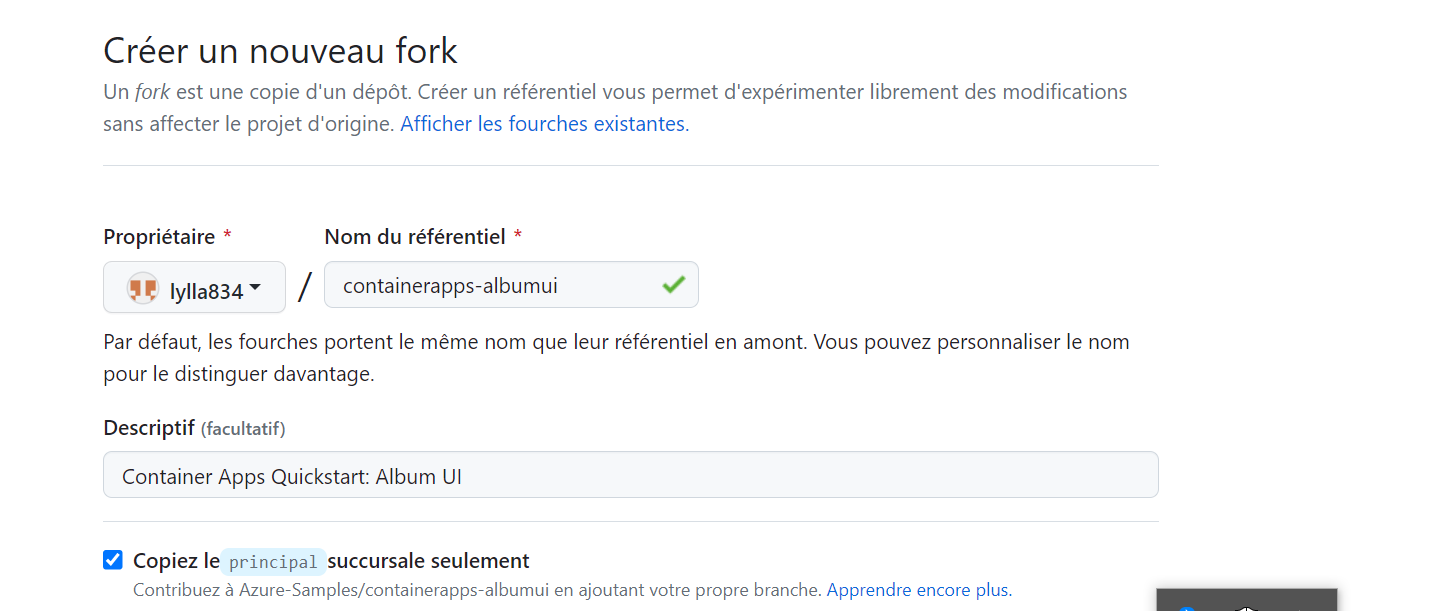 Créer un nouveau fork
Un fork est une copie d'un dépôt. Créer un référentiel vous permet d'expérimenter librement des modifications
sans affecter le projet d'origine. Afficher les fourches existantes.
Propriétaire * Nom du référentiel *
lylla834 / containerapps-albumui
Par défaut, les fourches portent le même nom que leur référentiel en amont. Vous pouvez personnaliser le nom
pour le distinguer davantage.
Descriptif (facultatif)
Container Apps Quickstart: Album UI
Copiez le principal succursale seulement
Contribuez à Azure-Samples/containerapps-albumui en ajoutant votre propre branche. Apprendre encore plus.